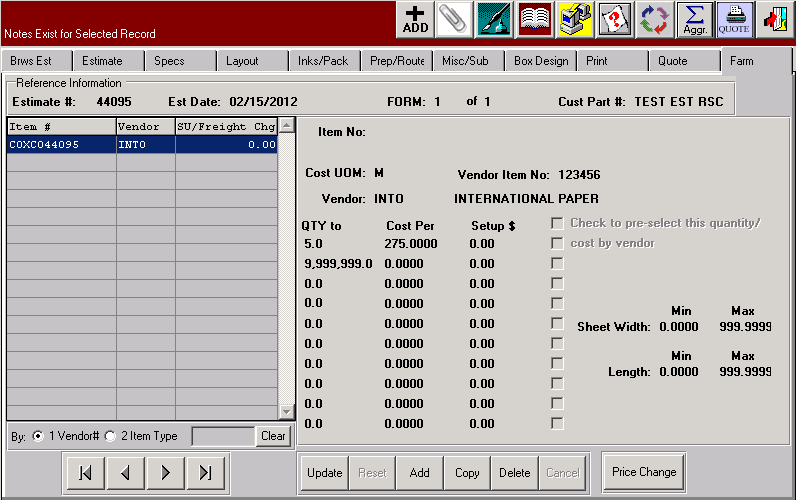 Notes Exist for Selected Record
ADD
Aggr.
QUOTE
Brws Est Estimate Specs Layout Inks/Pack Prep/Route Misc/Sub Box Design Print Quote Farm
Reference Information
Estimate #: 44095 Est Date: 02/15/2012 FORM: 1 of 1 Cust Part #: TEST EST RSC
Item # Vendor SU/Freight Chg
COXCO44095 INTO 0.00
Item No:
Cost UOM: M Vendor Item No: 123456
Vendor: INTO INTERNATIONAL PAPER
QTY to Cost Per Setup $ Check to pre-select this quantity/
5.0 275.0000 0.00 cost by vendor
9,999,999.0 0.0000 0.00
0.0 0.0000 0.00
0.0 0.0000 0.00
Min Max
0.0 0.0000 0.00 Sheet Width: 0.0000 999.9999
0.0 0.0000 0.00
Min Max
0.0 0.0000 0.00 Length: 0.0000 999.9999
0.0 0.0000 0.00
0.0 0.0000 0.00
0.0 0.0000 0.00
By: 1 Vendor# 2 Item Type Clear
Update Reset Add Copy Delete Cancel Price Change